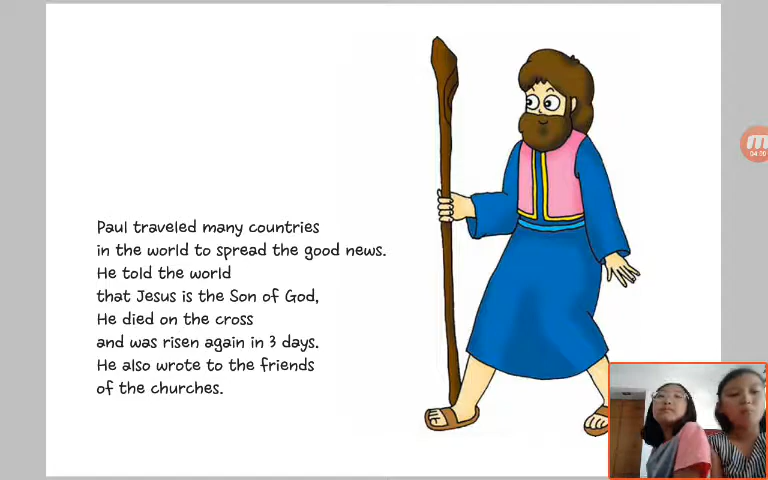 Paul traveled many countries
in the world to spread the good news.
He told the world
that Jesus is the Son of God,
He died on the cross
and was risen again in 3 days.
He also wrote to the friends
of the churches.
04:00